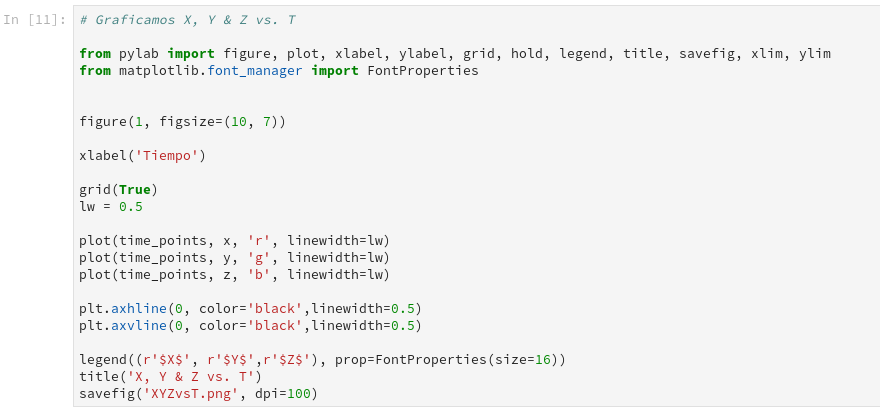 In [11]: # Graficamos X, Y & Z vs. T
from pylab import figure, plot, xlabel, ylabel, grid, hold, legend, title, savefig, xlim, ylim
from matplotlib.font_manager import FontProperties
figure(1, figsize=(10, 7))
xlabel('Tiempo')
grid(True)
lw = 0.5
plot(time_points, x, 'r', linewidth=lw)
plot(time_points, y, 'g', linewidth=lw)
plot(time_points, z, 'b', linewidth=lw)
plt.axhline(0, color='black',linewidth=0.5)
plt.axvline(0, color='black',linewidth=0.5)
legend((r'$X$', r'$Y$',r'$Z$'), prop=FontProperties(size=16))
title('X, Y & Z vs. T')
savefig('XYZvsT.png', dpi=100)